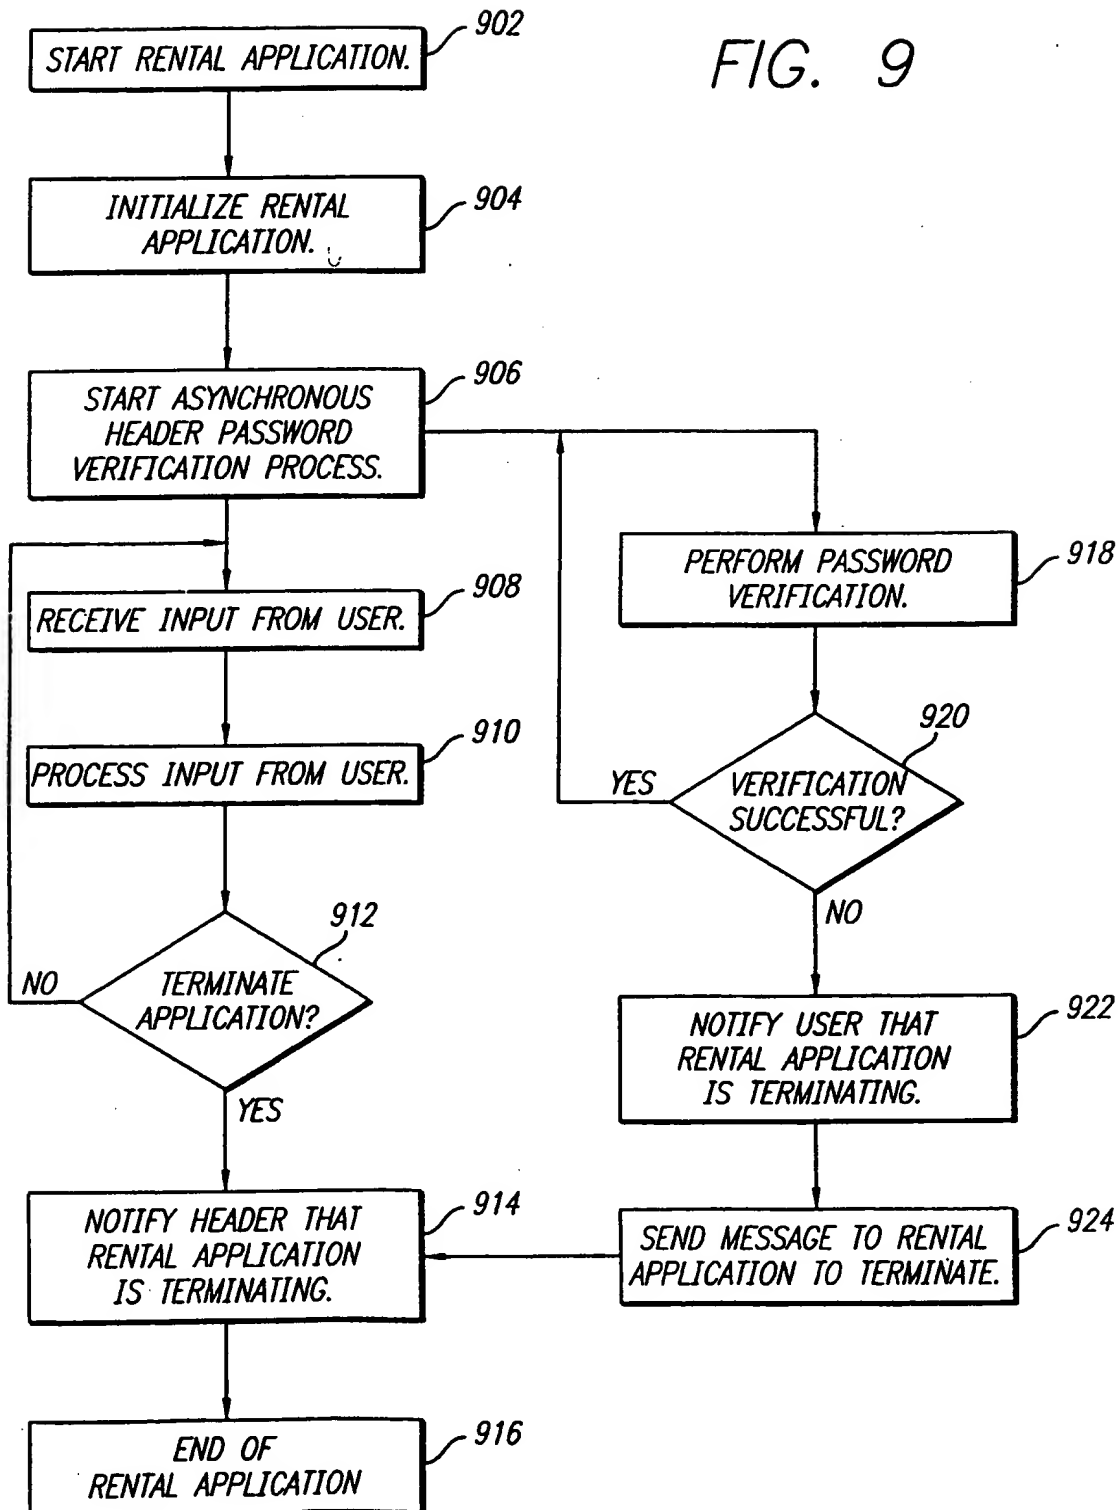 FIG. 9
START RENTAL APPLICATION.
902
INITIALIZE RENTAL
APPLICATION.
904
START ASYNCHRONOUS
HEADER PASSWORD
VERIFICATION PROCESS.
906
RECEIVE INPUT FROM USER.
908
PROCESS INPUT FROM USER.
910
TERMINATE
APPLICATION?
912
NO
YES
NOTIFY HEADER THAT
RENTAL APPLICATION
IS TERMINATING.
914
END OF
RENTAL APPLICATION
916
PERFORM PASSWORD
VERIFICATION.
918
VERIFICATION
SUCCESSFUL?
920
YES
NO
NOTIFY USER THAT
RENTAL APPLICATION
IS TERMINATING.
922
SEND MESSAGE TO RENTAL
APPLICATION TO TERMINATE.
924